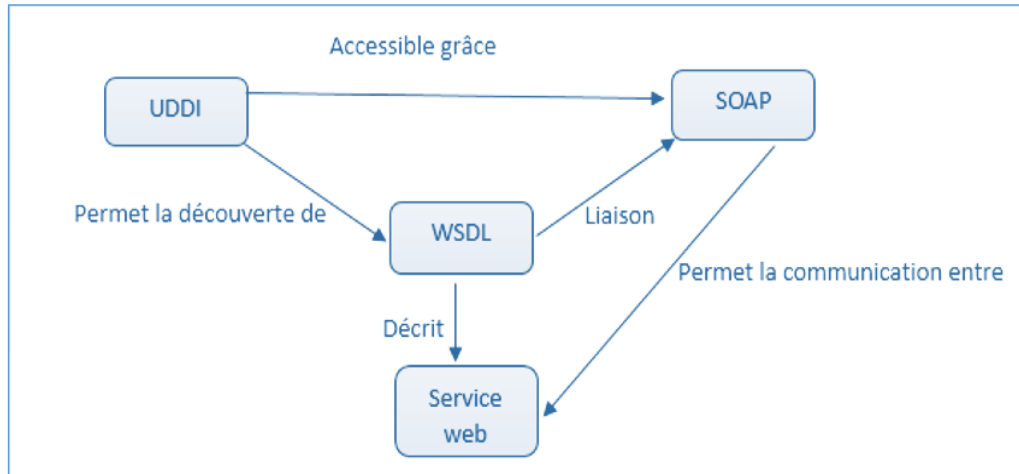 Accessible grâce
UDDI
SOAP
Permet la découverte de
WSDL
Liaison
Permet la communication entre
Décrit
Service
web